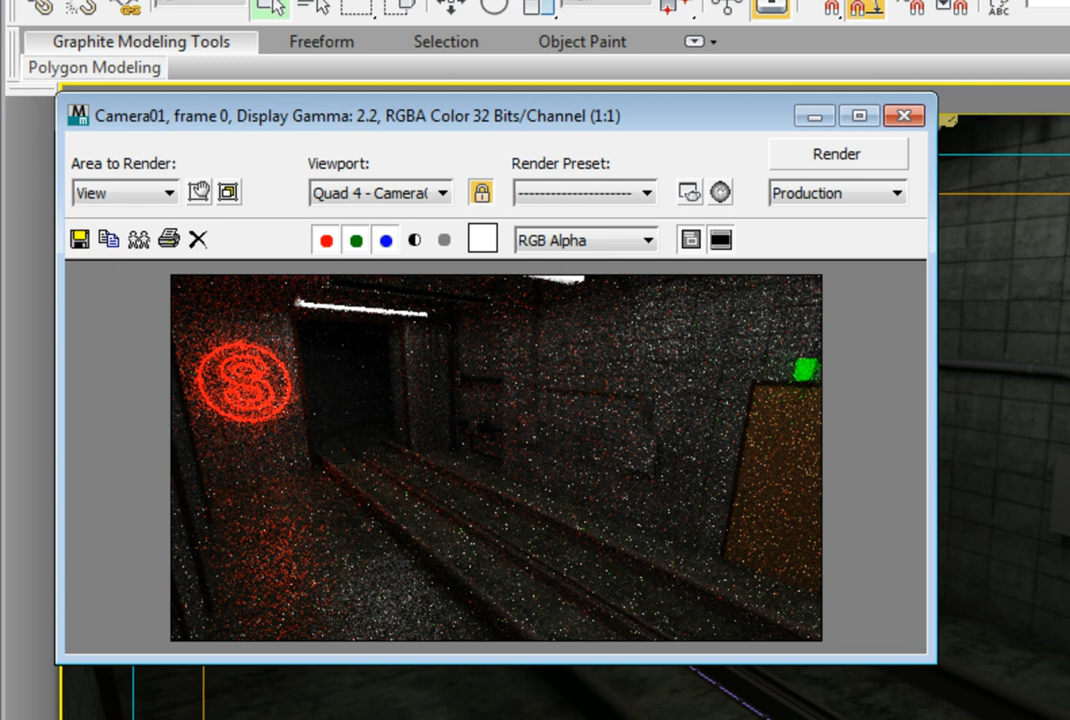 ABC
Graphite Modeling Tools Freeform Selection Object Paint
Polygon Modeling
Camera01, frame 0, Display Gamma: 2.2, RGBA Color 32 Bits/Channel (1:1)
Area to Render: Viewport: Render Preset: Render
View Quad 4 - Camera( -------------------- Production
RGB Alpha